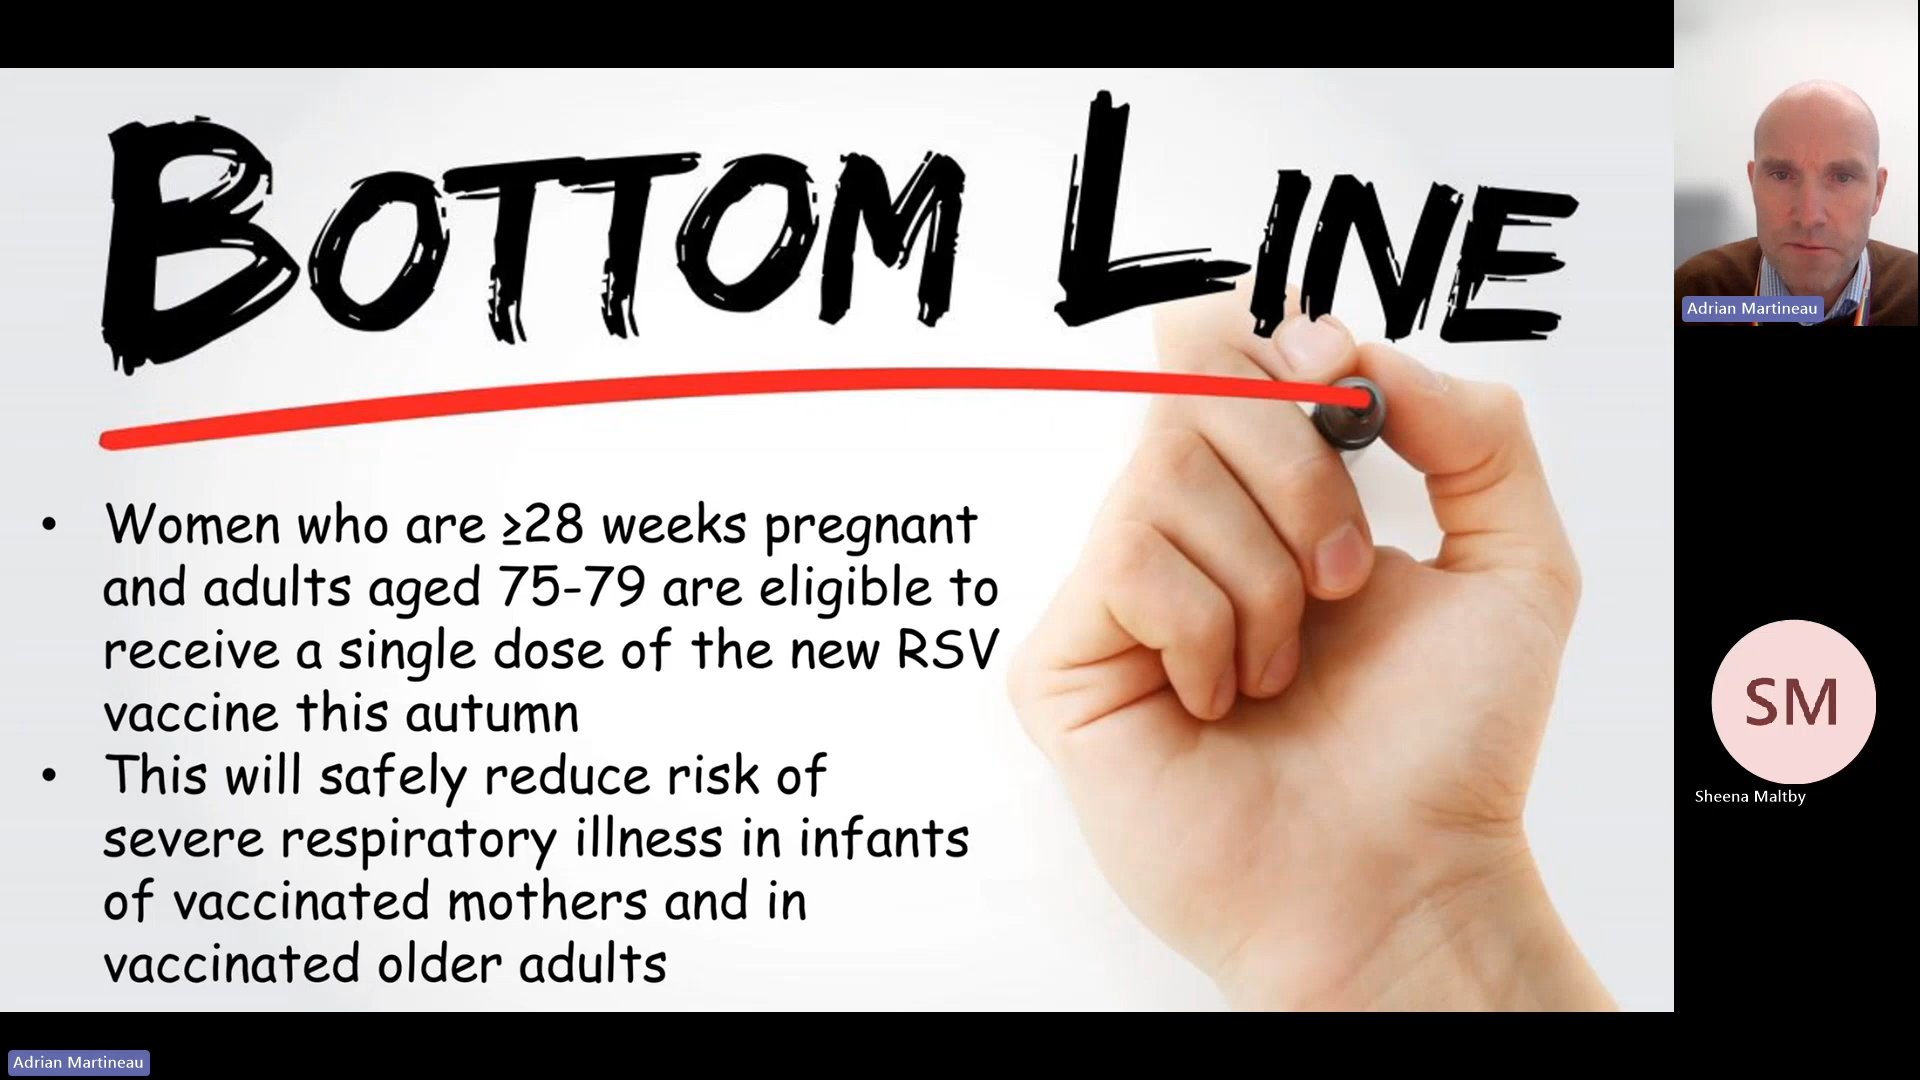 BOTTOM LINE
• Women who are ≥28 weeks pregnant
and adults aged 75-79 are eligible to
receive a single dose of the new RSV
vaccine this autumn
• This will safely reduce risk of
severe respiratory illness in infants
of vaccinated mothers and in
vaccinated older adults
Adrian Martineau
SM
Sheena Maltby
Adrian Martineau